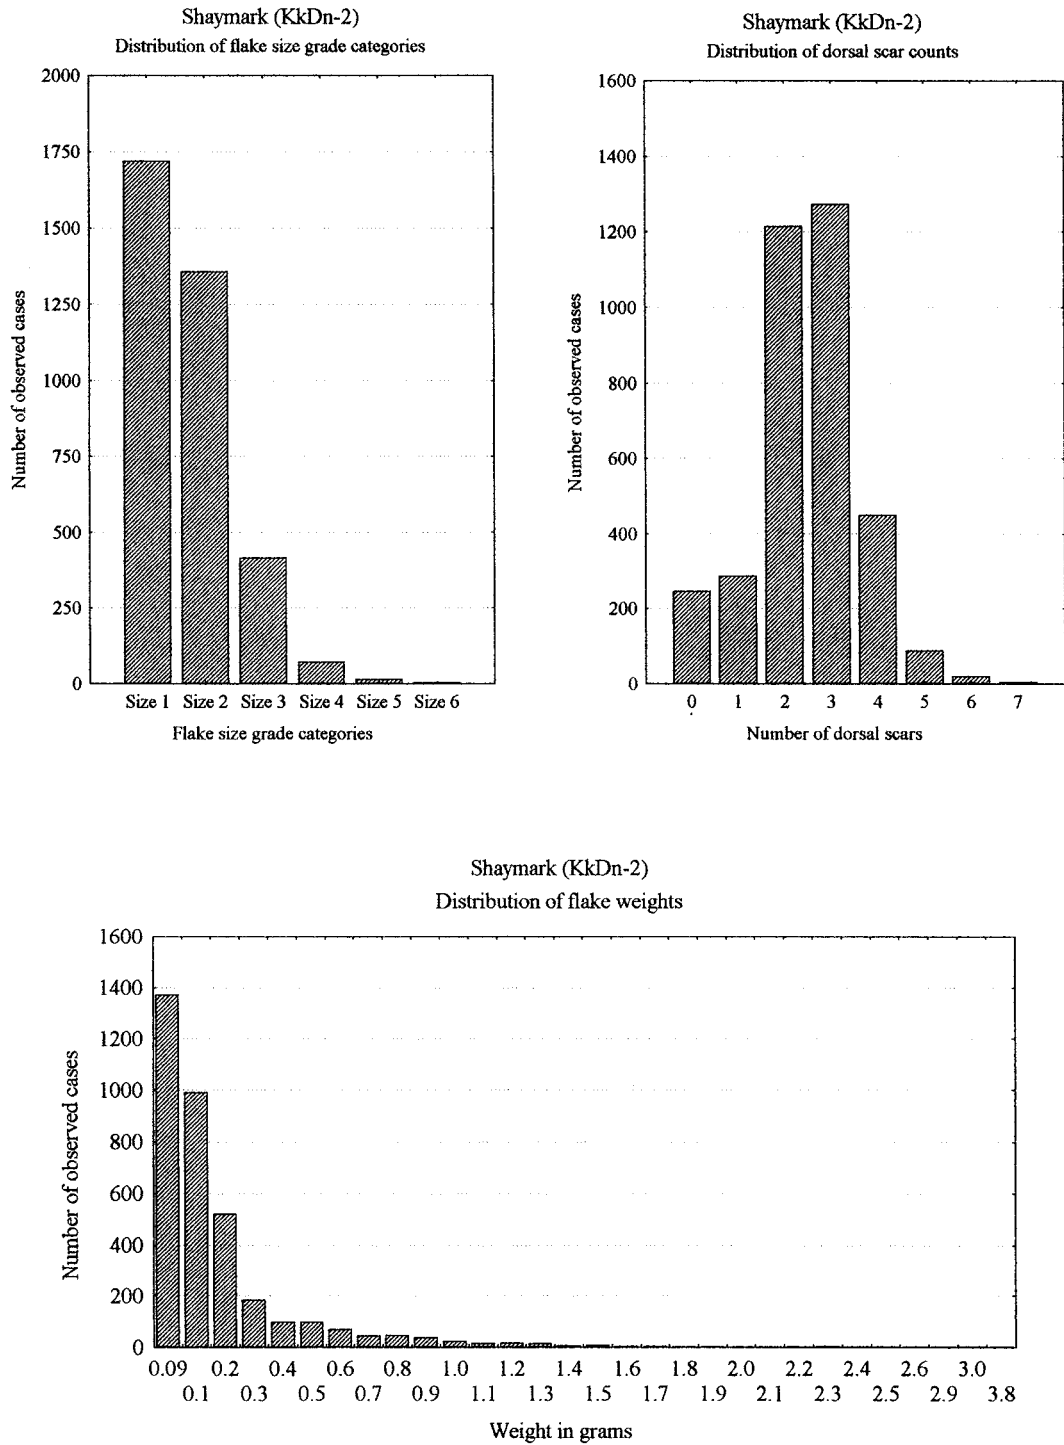 Shaymark (KkDn-2)
Distribution of flake size grade categories
2000
1750
1500
1250
1000
750
500
250
0
Number of observed cases
Size 1 Size 2 Size 3 Size 4 Size 5 Size 6
Flake size grade categories
Shaymark (KkDn-2)
Distribution of dorsal scar counts
1600
1400
1200
1000
800
600
400
200
0
Number of observed cases
0 1 2 3 4 5 6 7
Number of dorsal scars
Shaymark (KkDn-2)
Distribution of flake weights
1600
1400
1200
1000
800
600
400
200
0
Number of observed cases
0.09 0.2 0.4 0.6 0.8 1.0 1.2 1.4 1.6 1.8 2.0 2.2 2.4 2.6 3.0
0.1 0.3 0.5 0.7 0.9 1.1 1.3 1.5 1.7 1.9 2.1 2.3 2.5 2.9 3.8
Weight in grams